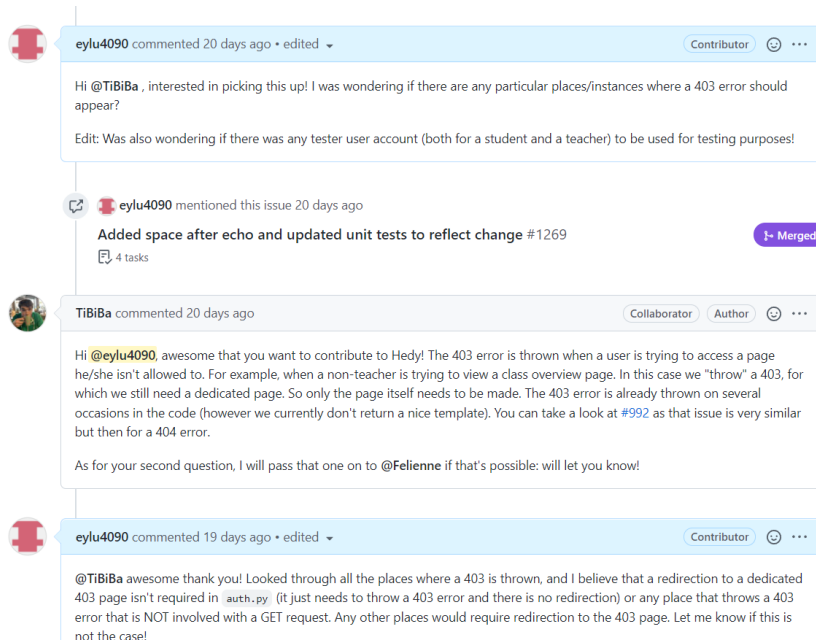 eylu4090 commented 20 days ago • edited
Contributor
Hi @TiBiBa , interested in picking this up! I was wondering if there are any particular places/instances where a 403 error should
appear?
Edit: Was also wondering if there was any tester user account (both for a student and a teacher) to be used for testing purposes!
eylu4090 mentioned this issue 20 days ago
Added space after echo and updated unit tests to reflect change #1269
Merged
4 tasks
TiBiBa commented 20 days ago
Collaborator
Author
Hi @eylu4090, awesome that you want to contribute to Hedy! The 403 error is thrown when a user is trying to access a page
he/she isn't allowed to. For example, when a non-teacher is trying to view a class overview page. In this case we "throw" a 403, for
which we still need a dedicated page. So only the page itself needs to be made. The 403 error is already thrown on several
occasions in the code (however we currently don't return a nice template). You can take a look at #992 as that issue is very similar
but then for a 404 error.
As for your second question, I will pass that one on to @Felienne if that's possible: will let you know!
eylu4090 commented 19 days ago • edited
Contributor
@TiBiBa awesome thank you! Looked through all the places where a 403 is thrown, and I believe that a redirection to a dedicated
403 page isn't required in auth.py (it just needs to throw a 403 error and there is no redirection) or any place that throws a 403
error that is NOT involved with a GET request. Any other places would require redirection to the 403 page. Let me know if this is
not the case!